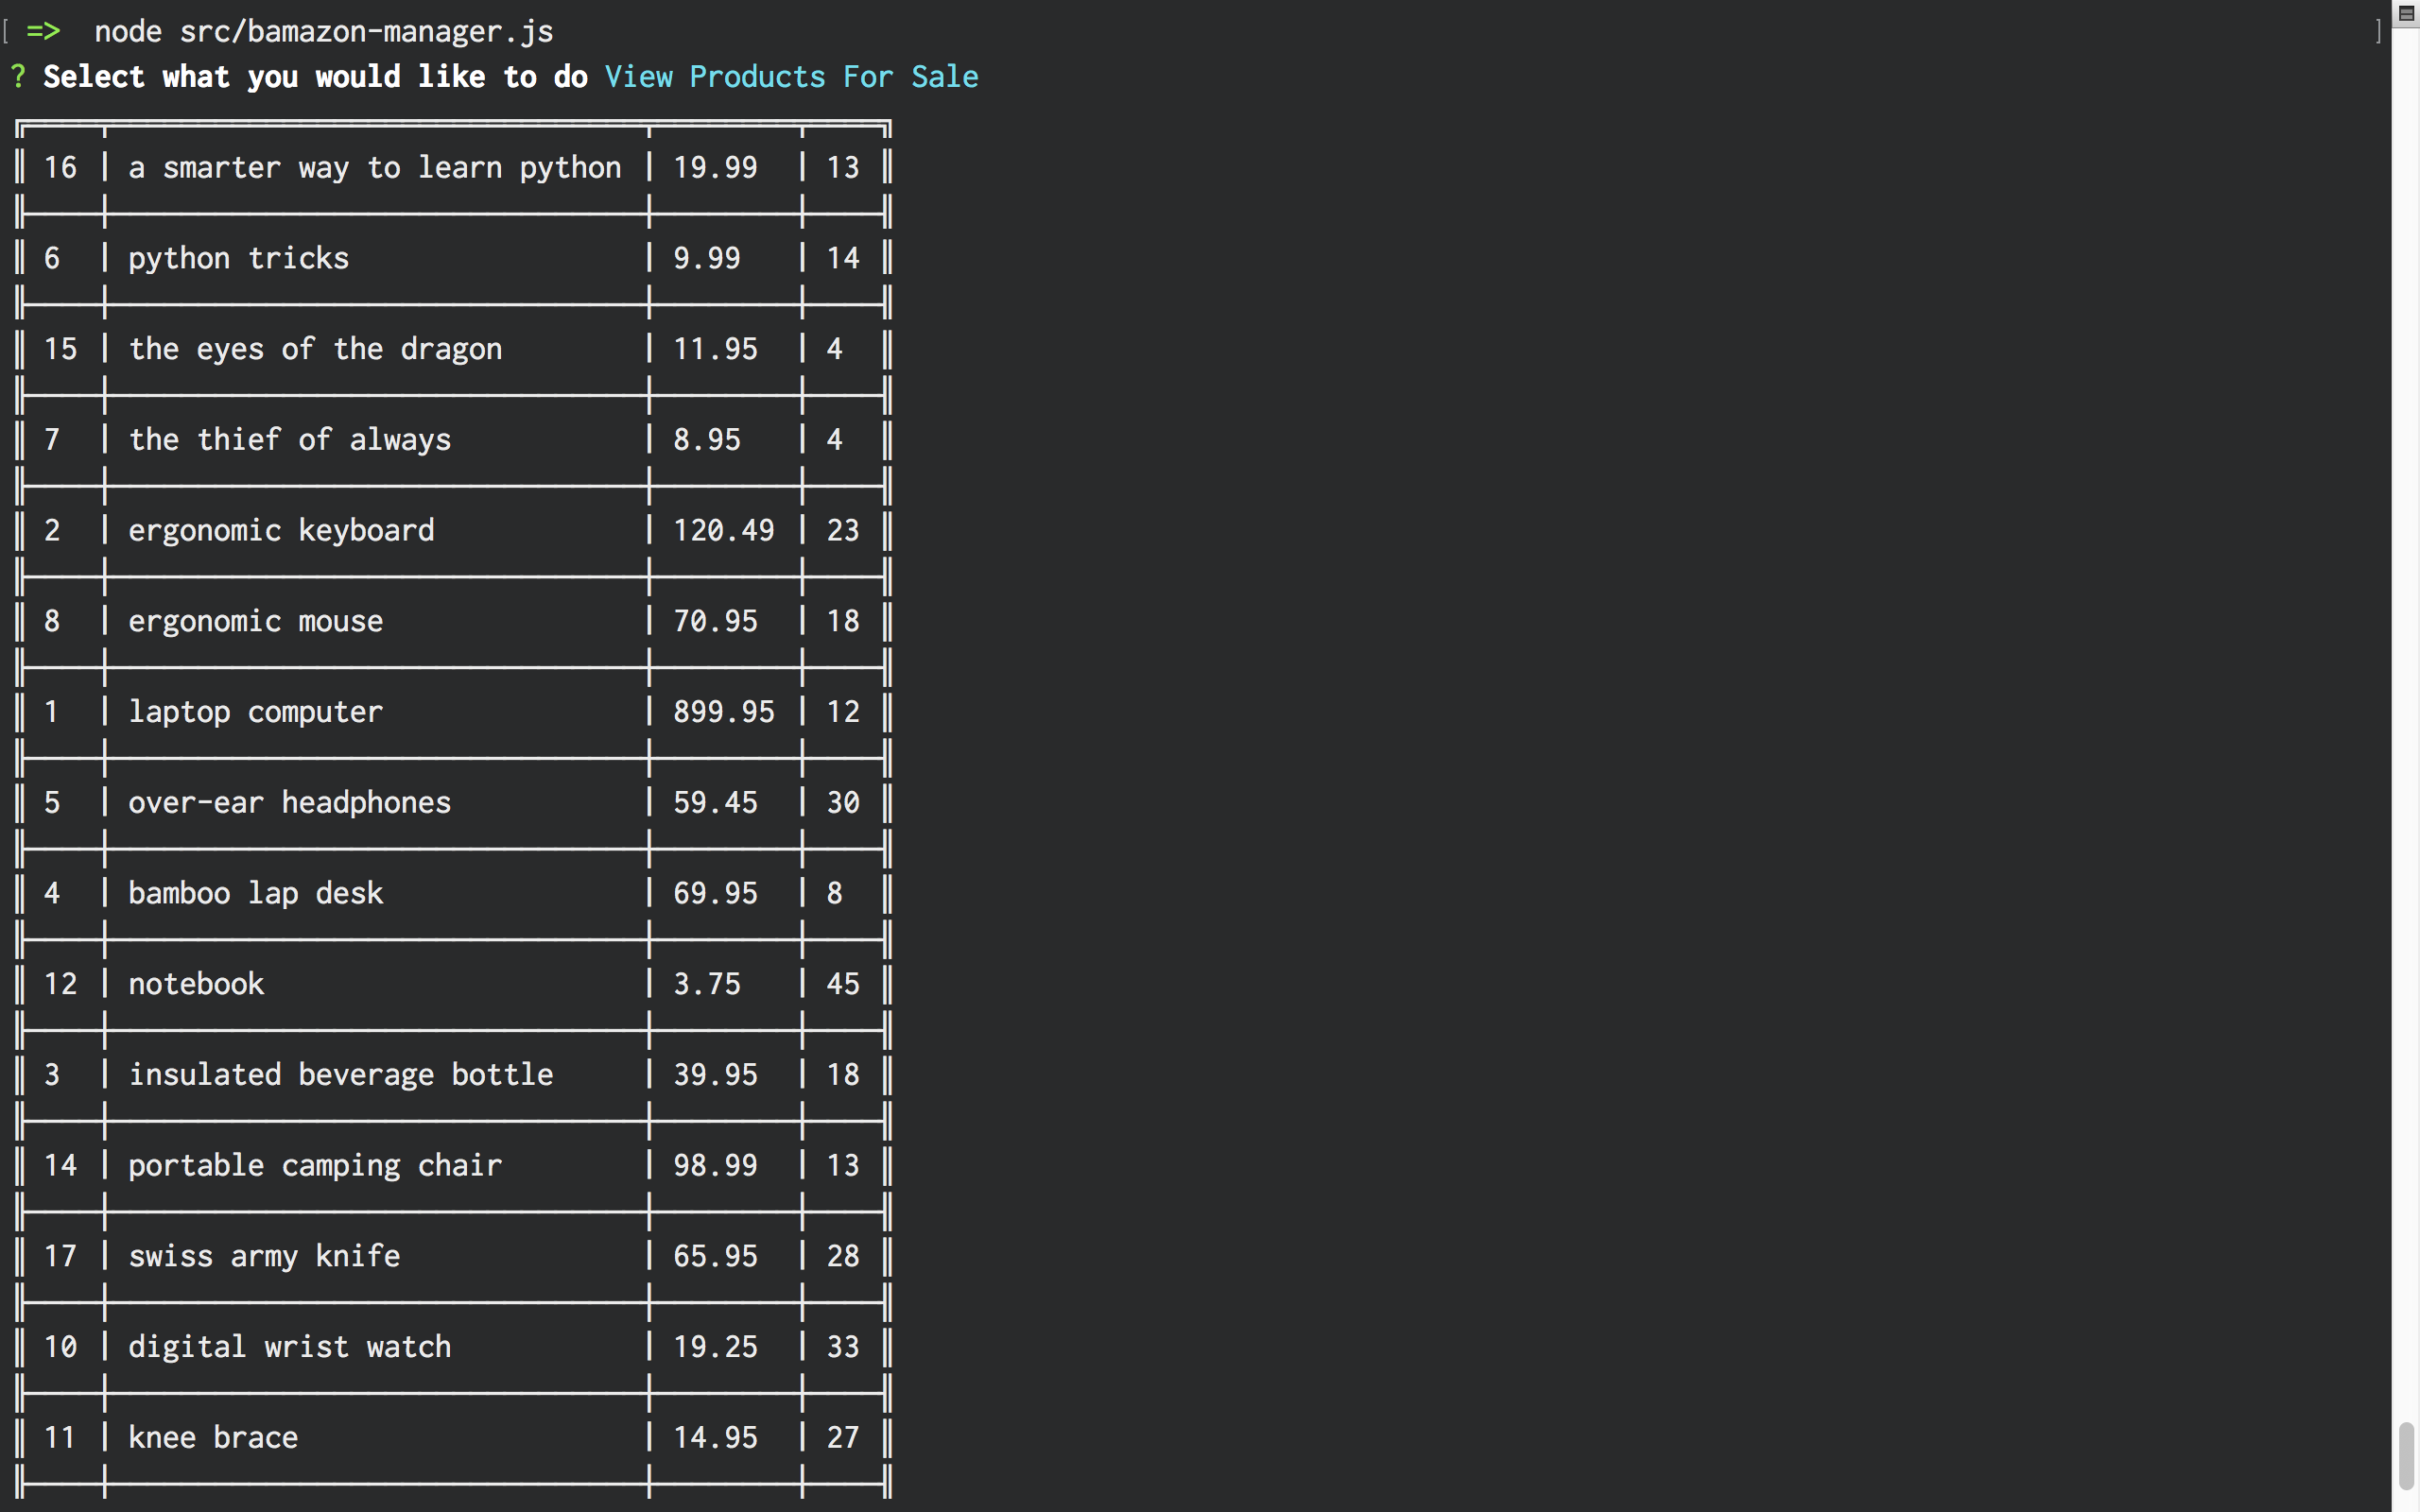 [ =>  node src/bamazon-manager.js ]
? Select what you would like to do View Products For Sale
16 | a smarter way to learn python | 19.99 | 13
6 | python tricks | 9.99 | 14
15 | the eyes of the dragon | 11.95 | 4
7 | the thief of always | 8.95 | 4
2 | ergonomic keyboard | 120.49 | 23
8 | ergonomic mouse | 70.95 | 18
1 | laptop computer | 899.95 | 12
5 | over-ear headphones | 59.45 | 30
4 | bamboo lap desk | 69.95 | 8
12 | notebook | 3.75 | 45
3 | insulated beverage bottle | 39.95 | 18
14 | portable camping chair | 98.99 | 13
17 | swiss army knife | 65.95 | 28
10 | digital wrist watch | 19.25 | 33
11 | knee brace | 14.95 | 27